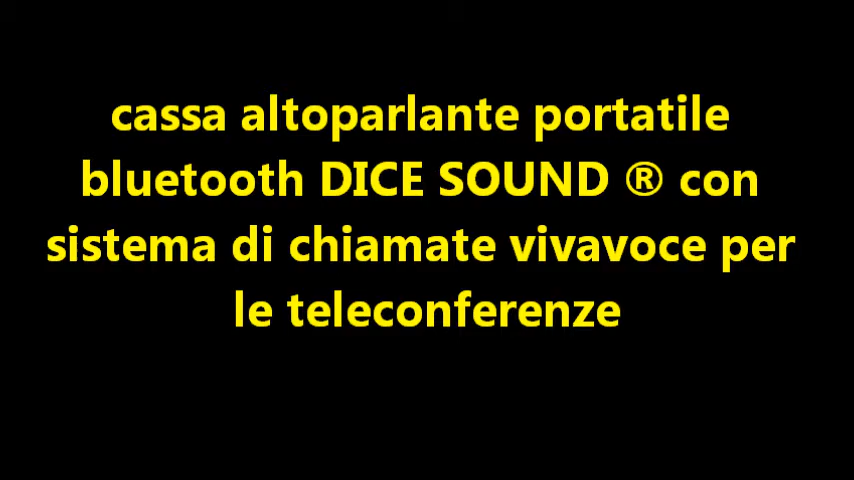 cassa altoparlante portatile
bluetooth DICE SOUND ® con
sistema di chiamate vivavoce per
le teleconferenze